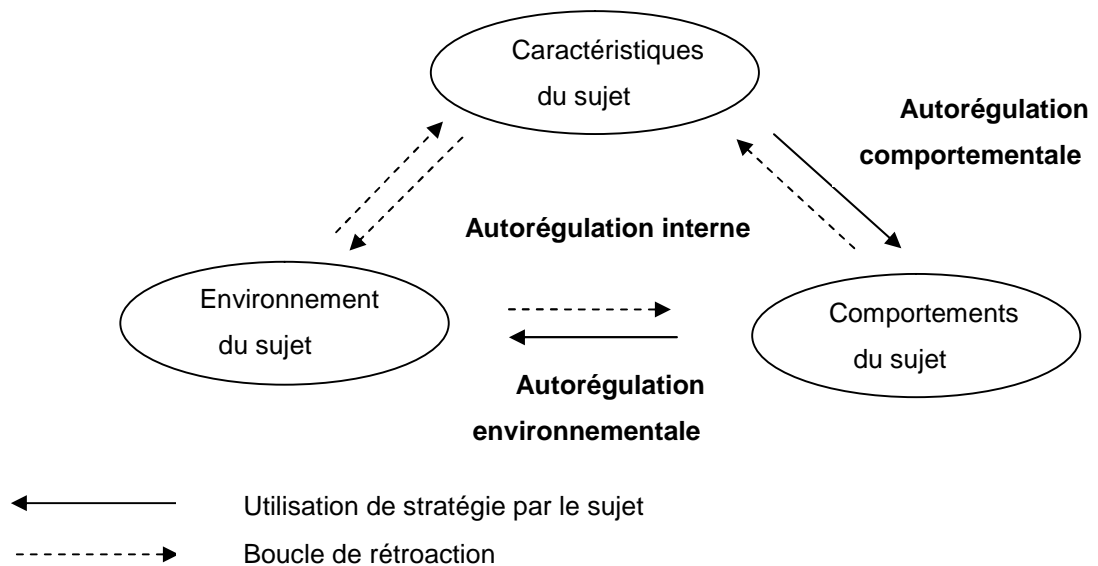 Caractéristiques
du sujet
Autorégulation
comportementale
Autorégulation interne
Environnement
du sujet
Comportements
du sujet
Autorégulation
environnementale
Utilisation de stratégie par le sujet
Boucle de rétroaction